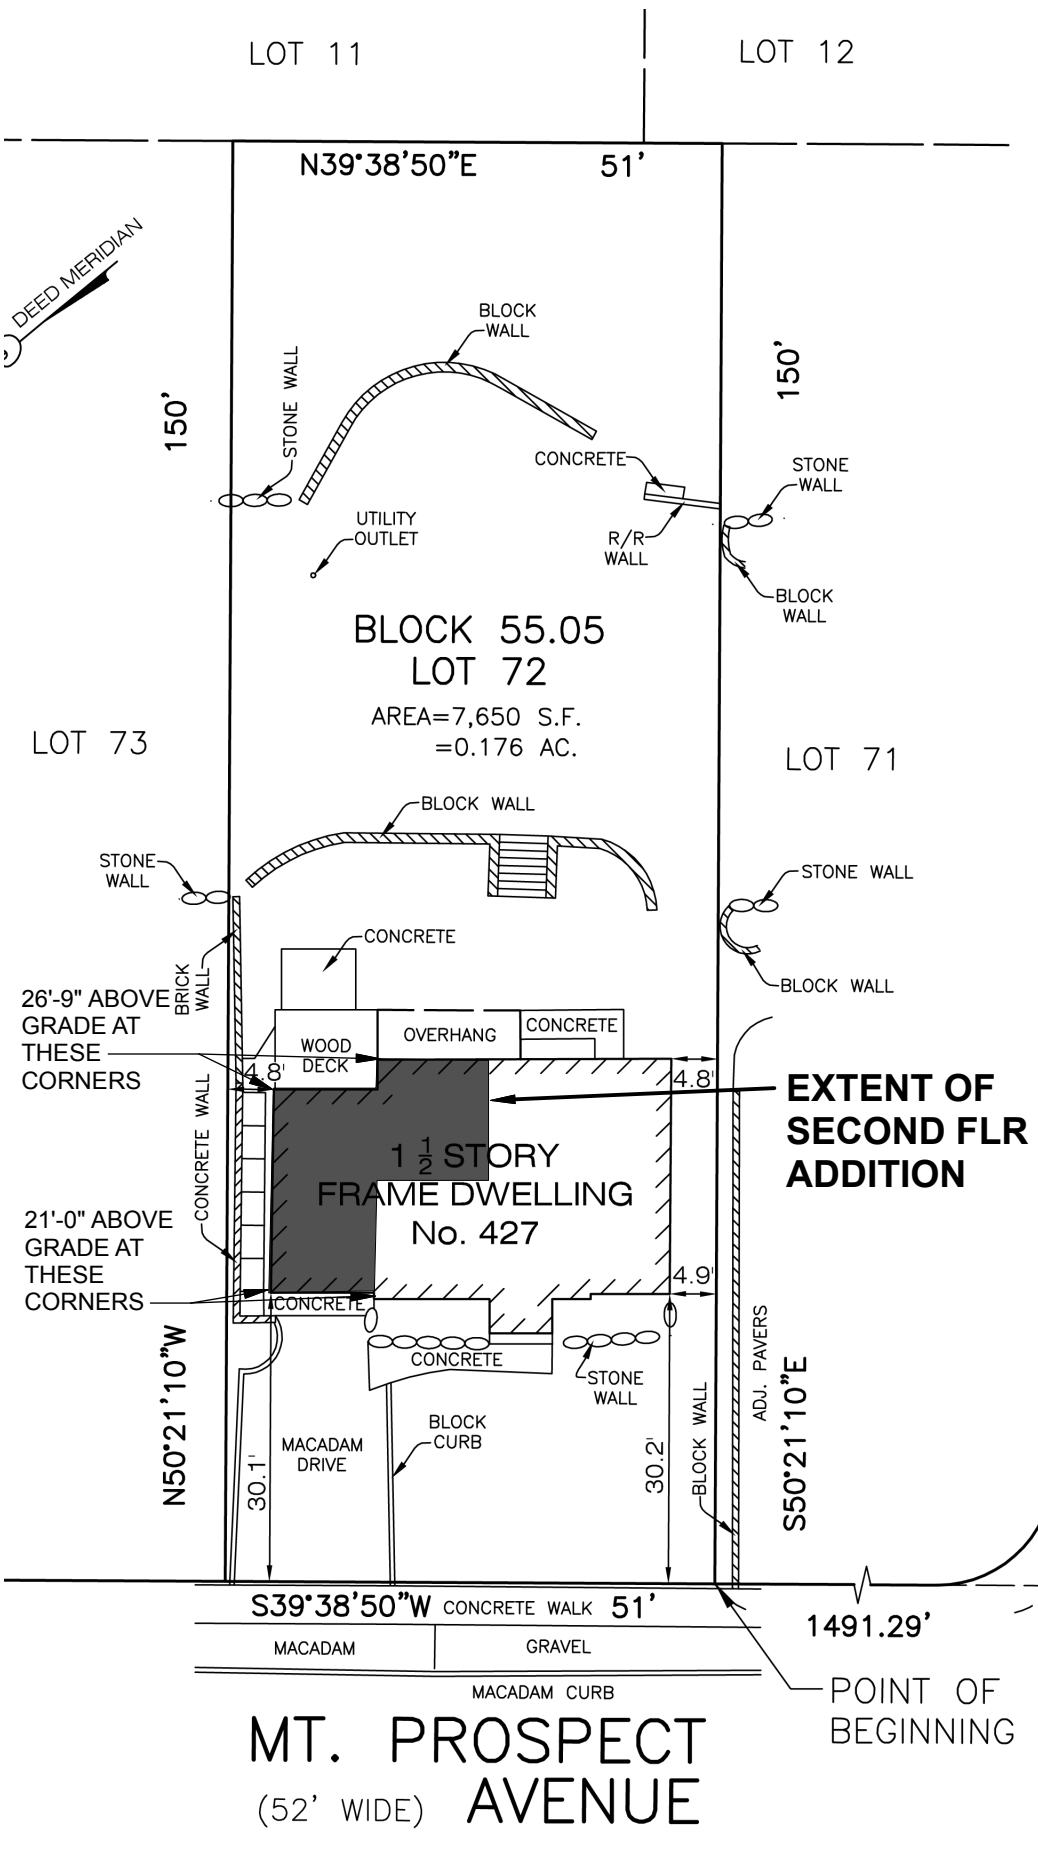 LOT 11
LOT 12
N39°38'50"E 51'
DEED MERIDIAN
BLOCK
WALL
STONE WALL
150'
150'
CONCRETE
STONE
WALL
UTILITY
OUTLET
R/R
WALL
BLOCK
WALL
BLOCK 55.05
LOT 72
AREA=7,650 S.F.
=0.176 AC.
LOT 73
LOT 71
BLOCK WALL
STONE
WALL
STONE WALL
CONCRETE
BRICK
WALL
BLOCK WALL
26'-9" ABOVE
GRADE AT
THESE
CORNERS
WOOD
DECK
OVERHANG
CONCRETE
4.8'
4.8'
EXTENT OF
SECOND FLR
ADDITION
CONCRETE WALL
1 1/2 STORY
FRAME DWELLING
No. 427
21'-0" ABOVE
GRADE AT
THESE
CORNERS
4.9'
CONCRETE
CONCRETE
STONE
WALL
ADJ. PAVERS
N50°21'10"W
S50°21'10"E
BLOCK
CURB
MACADAM
DRIVE
BLOCK WALL
30.1'
30.2'
S39°38'50"W CONCRETE WALK 51'
1491.29'
MACADAM
GRAVEL
MACADAM CURB
POINT OF
BEGINNING
MT. PROSPECT
(52' WIDE) AVENUE